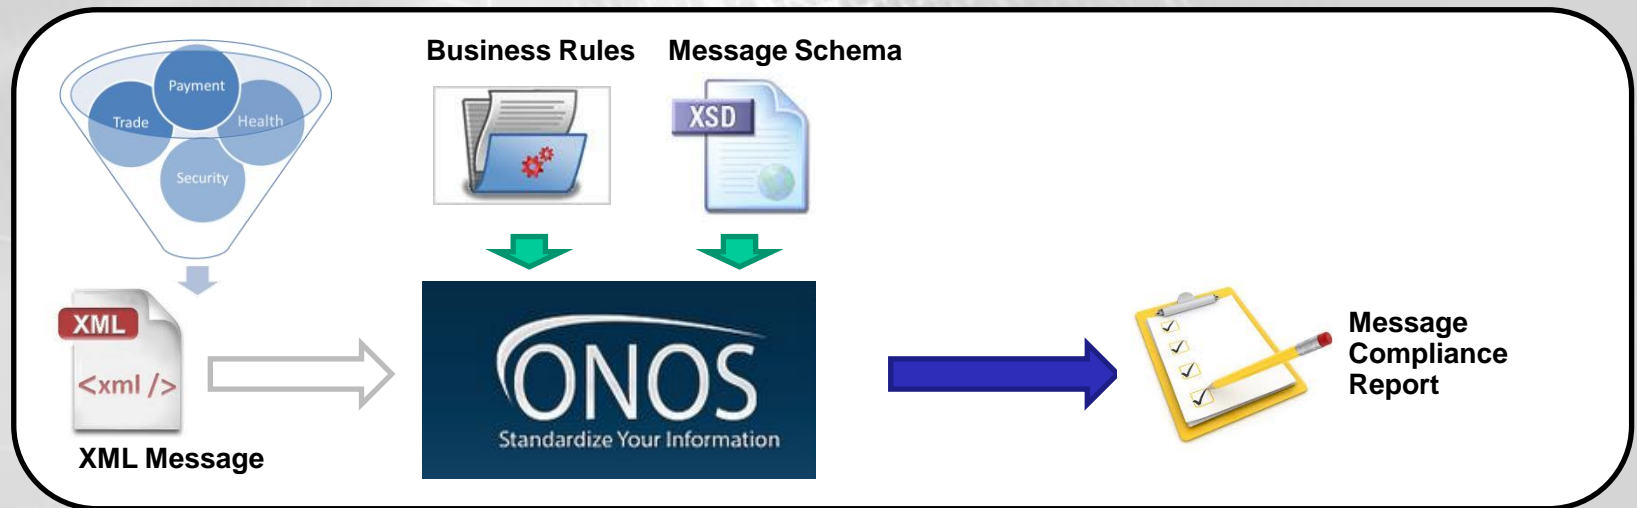 Payment
Trade
Health
Security
XML
<xml />
XML Message
Business Rules
Message Schema
XSD
ONOS
Standardize Your Information
Message
Compliance
Report